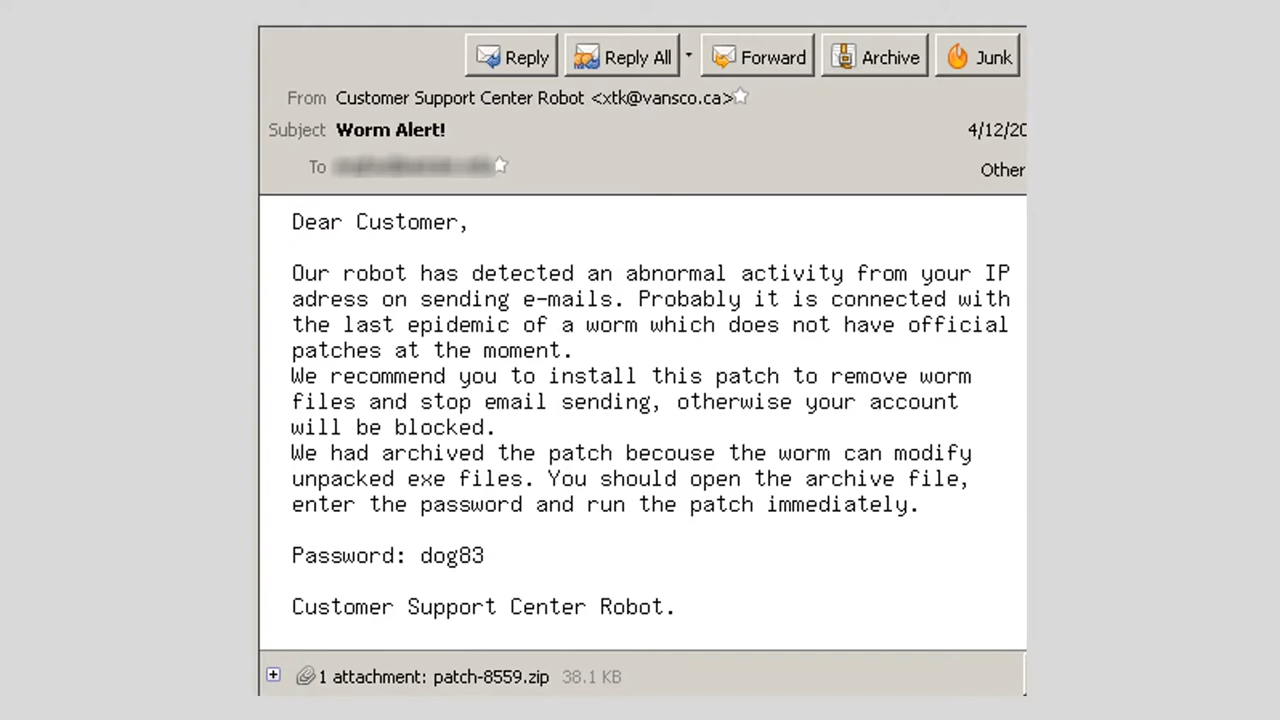 Reply Reply All Forward Archive Junk
From Customer Support Center Robot <xtk@vansco.ca>
Subject Worm Alert! 4/12/20
To
Other
Dear Customer,
Our robot has detected an abnormal activity from your IP
adress on sending e-mails. Probably it is connected with
the last epidemic of a worm which does not have official
patches at the moment.
We recommend you to install this patch to remove worm
files and stop email sending, otherwise your account
will be blocked.
We had archived the patch becouse the worm can modify
unpacked exe files. You should open the archive file,
enter the password and run the patch immediately.
Password: dog83
Customer Support Center Robot.
1 attachment: patch-8559.zip 38.1 KB